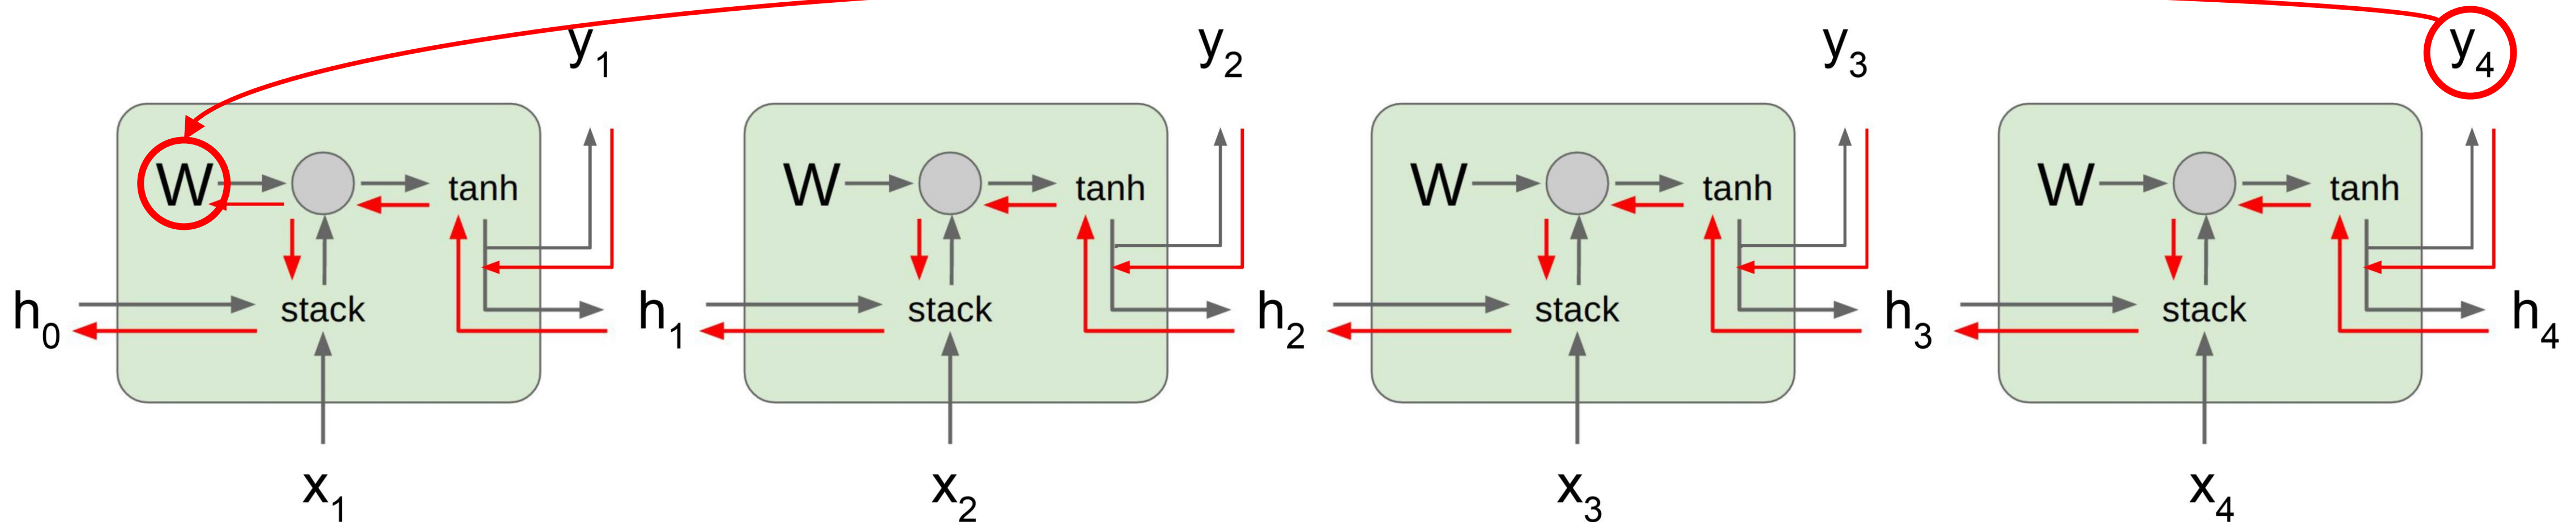 y1 y2 y3 y4
W tanh W tanh W tanh W tanh
h0 stack h1 stack h2 stack h3 stack h4
x1 x2 x3 x4